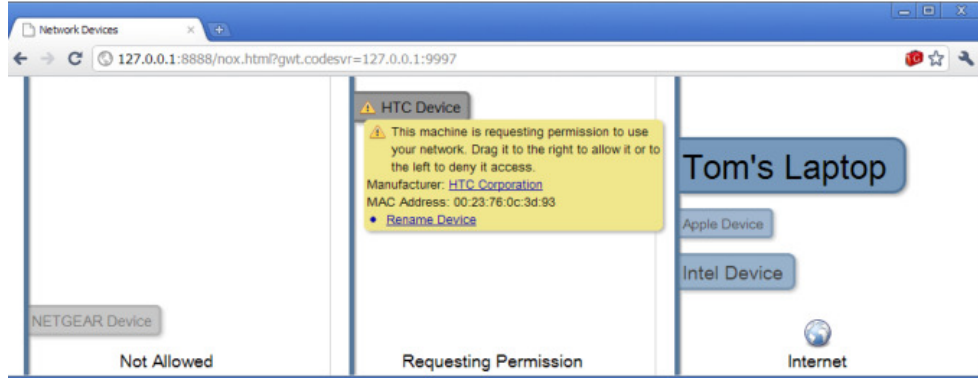 Network Devices
127.0.0.1:8888/nox.html?gwt.codesvr=127.0.0.1:9997
HTC Device
This machine is requesting permission to use
your network. Drag it to the right to allow it or to
the left to deny it access.
Manufacturer: HTC Corporation
MAC Address: 00:23:76:0c:3d:93
Rename Device
Tom's Laptop
Apple Device
Intel Device
NETGEAR Device
Not Allowed
Requesting Permission
Internet